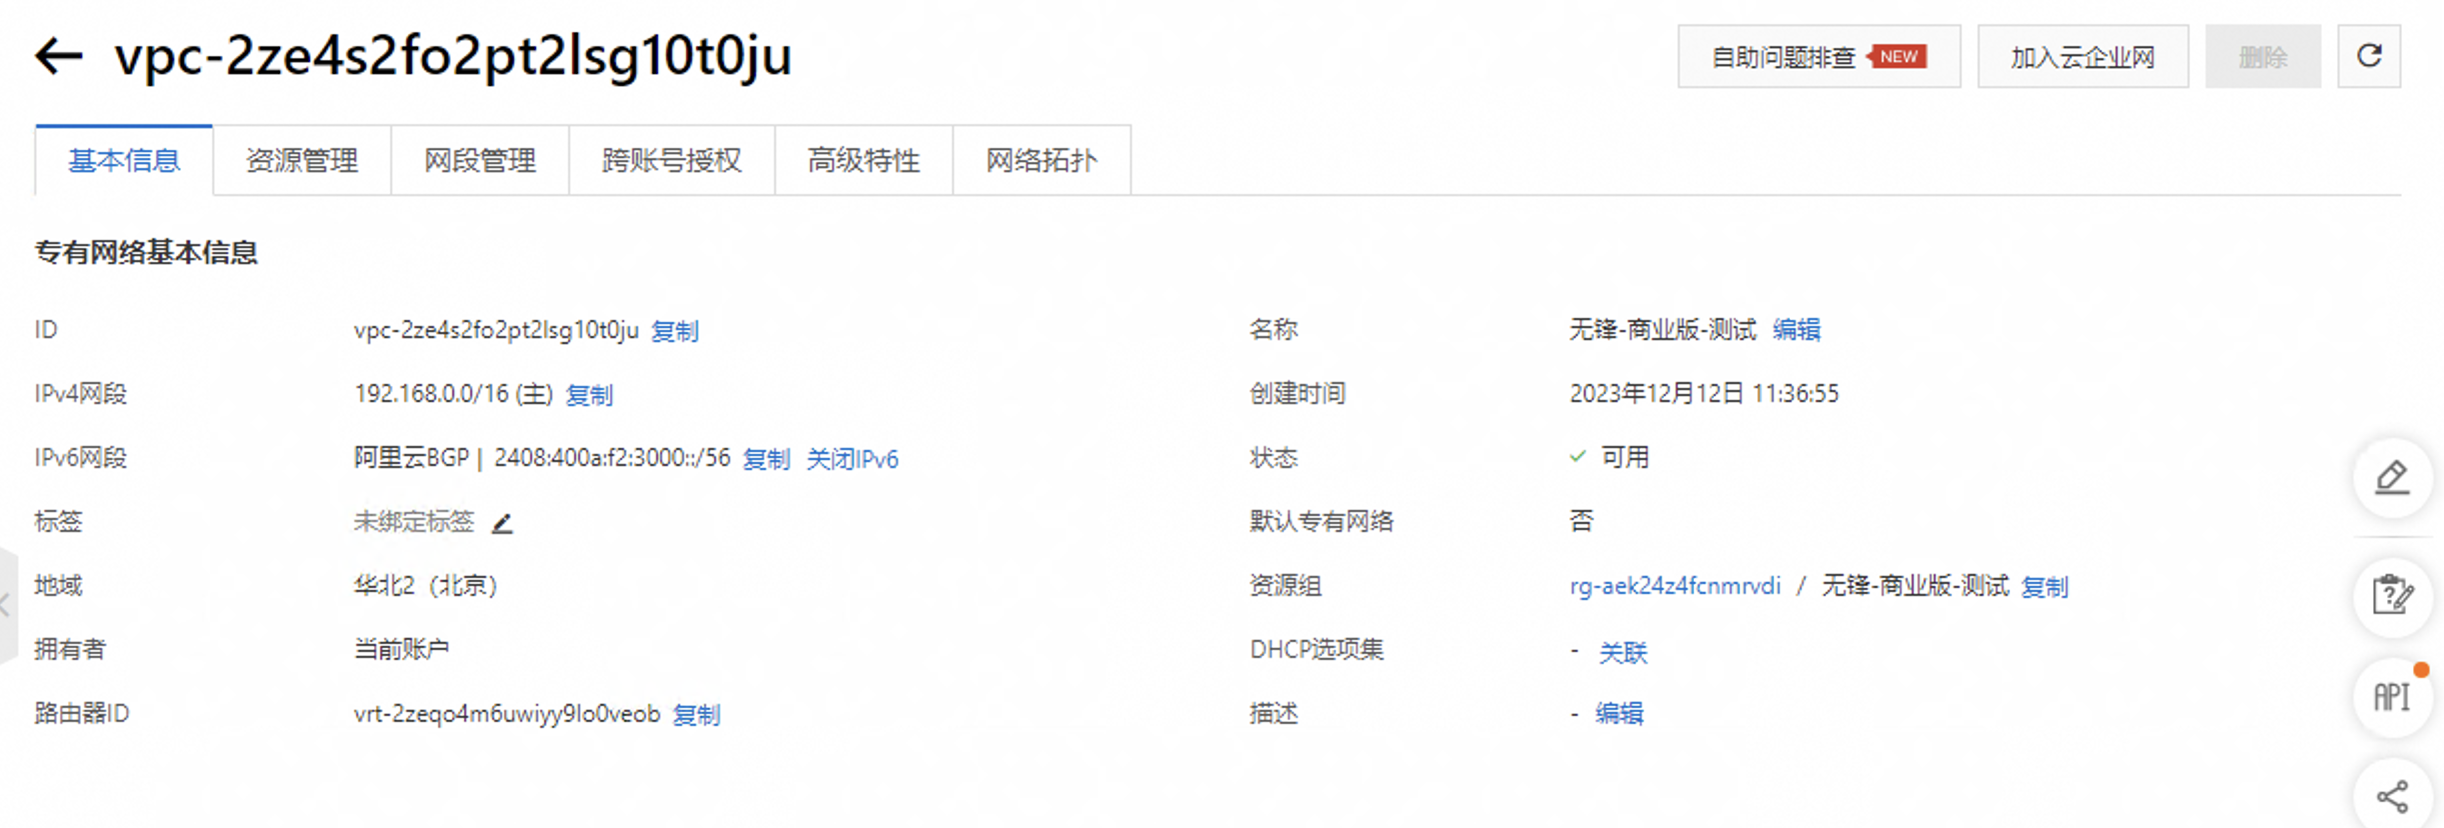 vpc-2ze4s2fo2pt2lsg10t0ju
自助问题排查 NEW 加入云企业网 删除
基本信息 资源管理 网段管理 跨账号授权 高级特性 网络拓扑
专有网络基本信息
ID vpc-2ze4s2fo2pt2lsg10t0ju 复制 名称 无锋-商业版-测试 编辑
IPv4网段 192.168.0.0/16 (主) 复制 创建时间 2023年12月12日 11:36:55
IPv6网段 阿里云BGP | 2408:400a:f2:3000::/56 复制 关闭IPv6 状态 可用
标签 未绑定标签 默认专有网络 否
地域 华北2（北京） 资源组 rg-aek24z4fcnmrvdi / 无锋-商业版-测试 复制
拥有者 当前账户 DHCP选项集 - 关联
路由器ID vrt-2zeqo4m6uwiyy9lo0veob 复制 描述 - 编辑
API